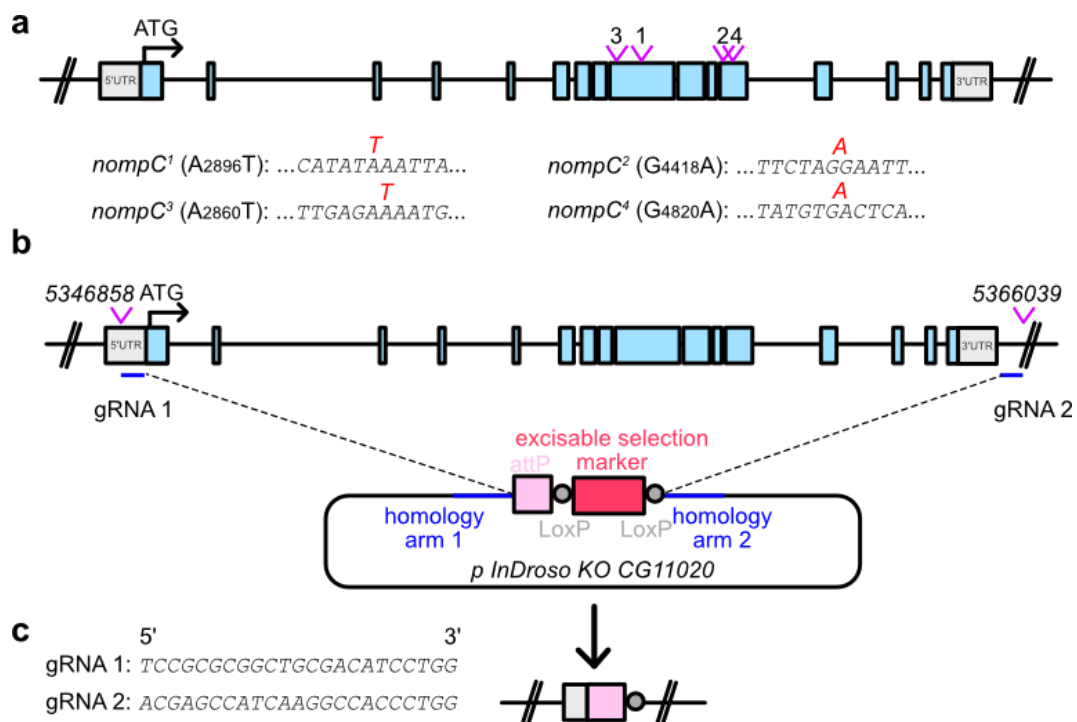 a
ATG
3 1 24
5'UTR
3'UTR
T
nompC1 (A2896T): ...CATATAAATTA...
A
nompC2 (G4418A): ...TTCTAGGAATT...
T
nompC3 (A2860T): ...TTGAGAAAATG...
A
nompC4 (G4820A): ...TATGTGACTCA...
b
5346858 ATG
5366039
5'UTR
3'UTR
gRNA 1
gRNA 2
excisable selection
marker
attP
homology
arm 1
LoxP
LoxP
homology
arm 2
p InDroso KO CG11020
c
5' 3'
gRNA 1: TCCGCGCGGCTGCGACATCCTGG
gRNA 2: ACGAGCCATCAAGGCCACCCTGG